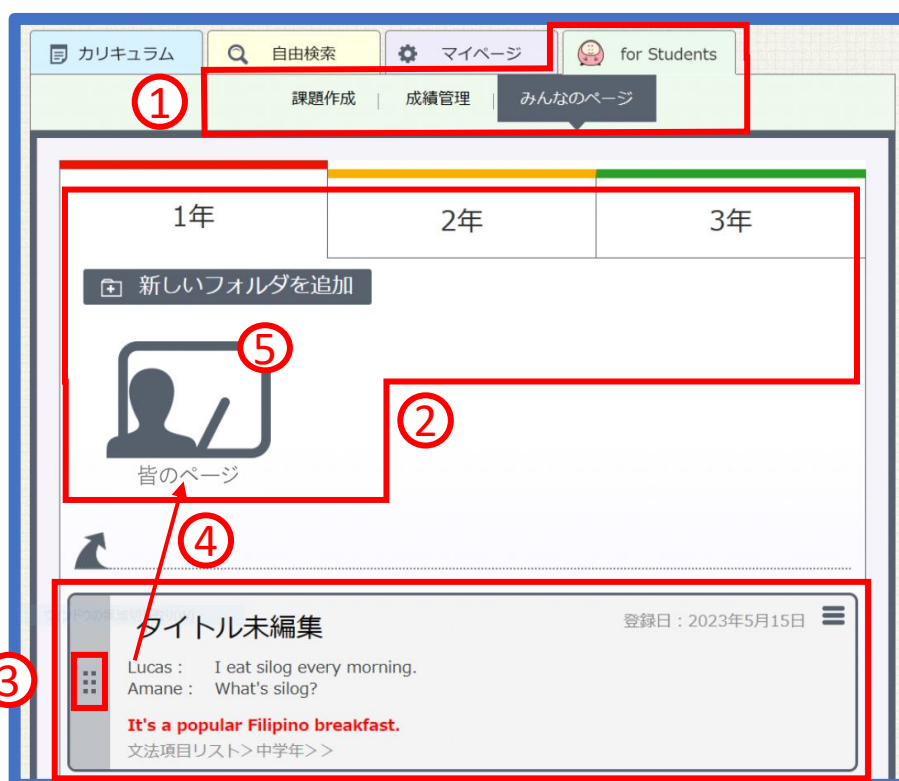 カリキュラム
自由検索
マイページ
for Students
①
課題作成 | 成績管理 | みんなのページ
1年
2年
3年
新しいフォルダを追加
⑤
②
皆のページ
④
タイトル未編集
登録日：2023年5月15日
③
Lucas： I eat silog every morning.
Amane： What's silog?
It's a popular Filipino breakfast.
文法項目リスト＞中学年＞＞